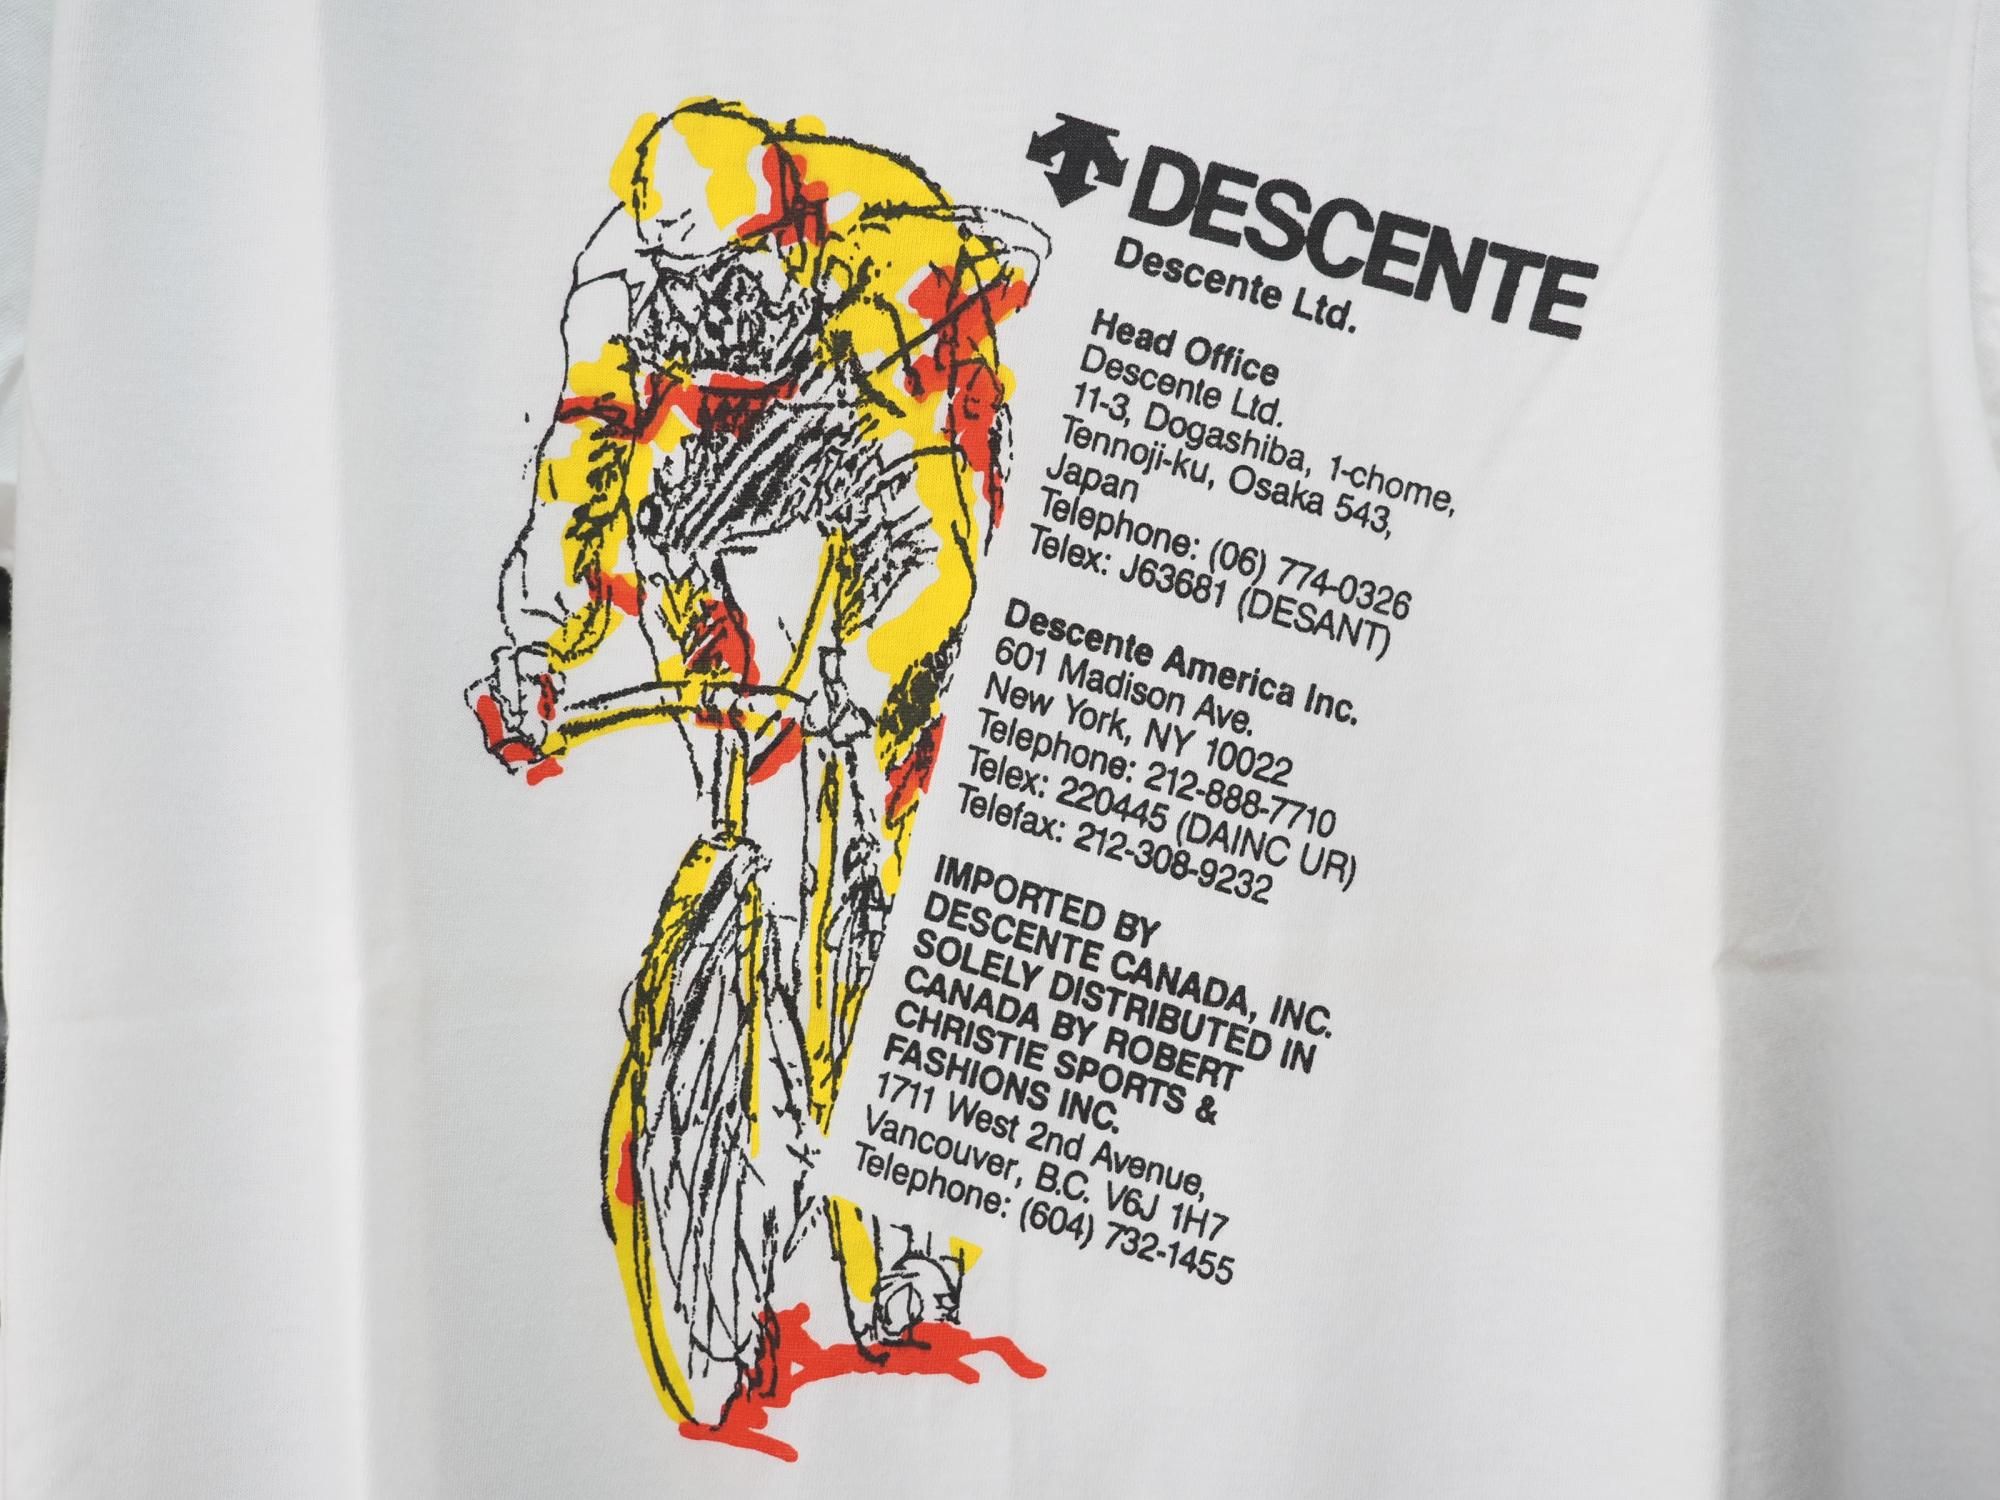 DESCENTE
Descente Ltd.
Head Office
Descente Ltd.
11-3, Dogashiba, 1-chome,
Tennoji-ku, Osaka 543,
Japan
Telephone: (06) 774-0326
Telex: J63681 (DESANT)
Descente America Inc.
601 Madison Ave.
New York, NY 10022
Telephone: 212-888-7710
Telex: 220445 (DAINC UR)
Telefax: 212-308-9232
IMPORTED BY
DESCENTE CANADA, INC.
SOLELY DISTRIBUTED IN
CANADA BY ROBERT
CHRISTIE SPORTS &
FASHIONS INC.
1711 West 2nd Avenue,
Vancouver, B.C. V6J 1H7
Telephone: (604) 732-1455